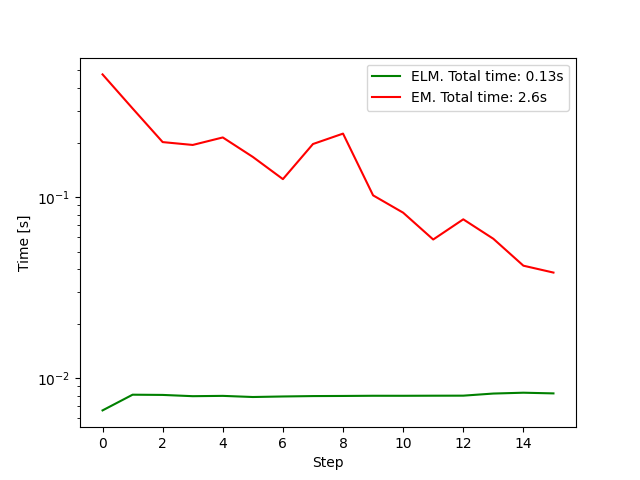 ELM. Total time: 0.13s
EM. Total time: 2.6s
10⁻¹
10⁻²
Time [s]
0 2 4 6 8 10 12 14
Step